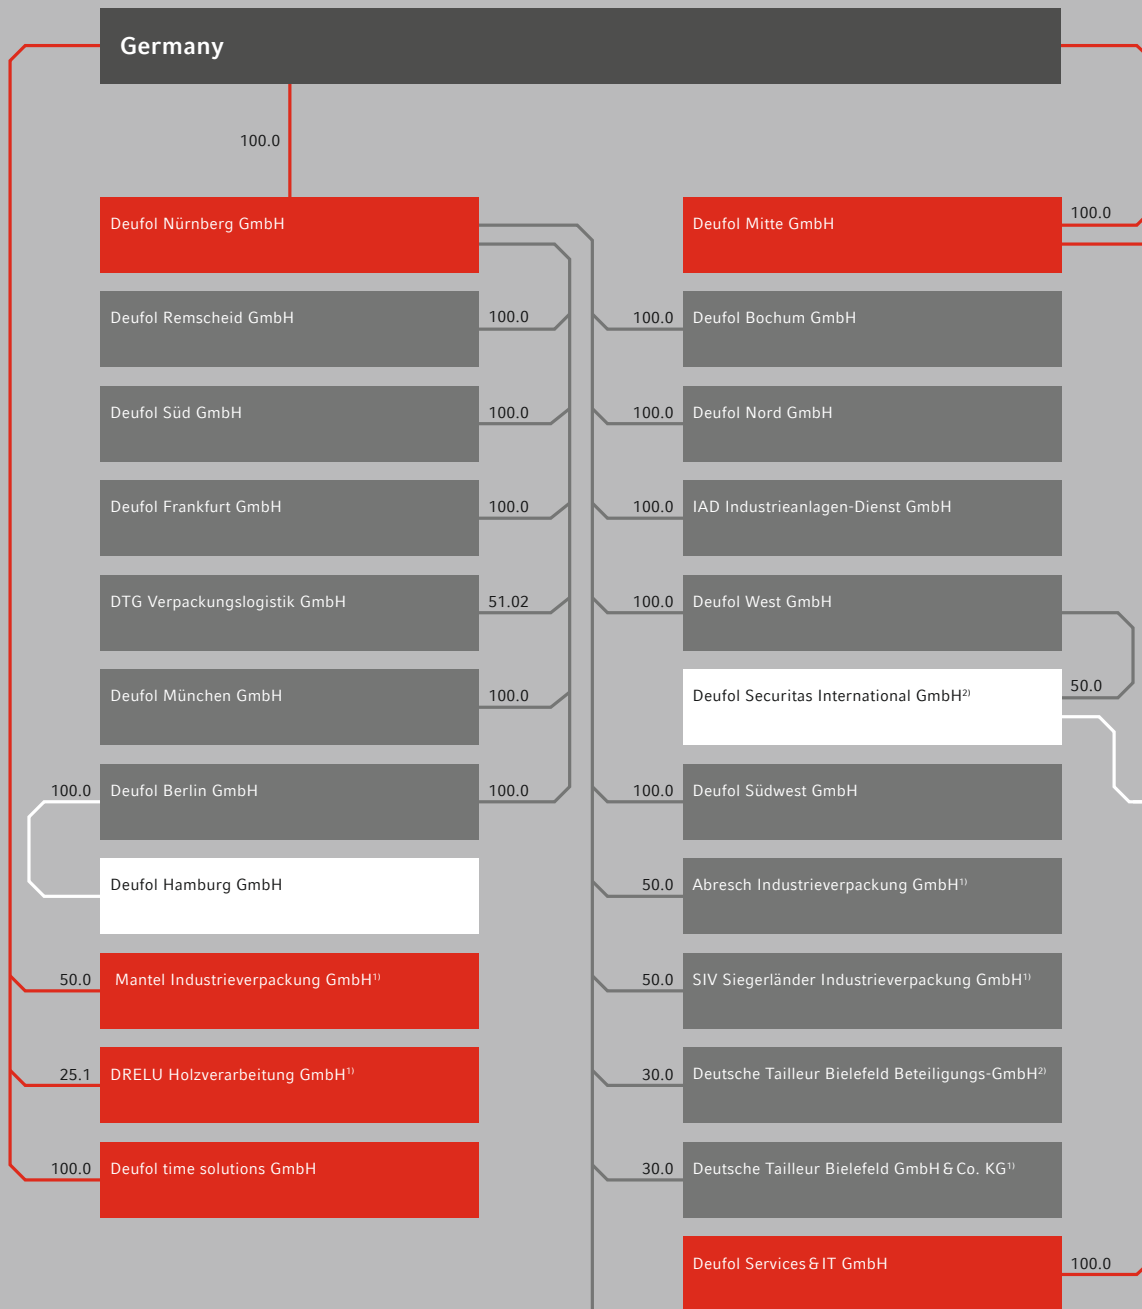 Germany
100.0
Deufol Nürnberg GmbH
Deufol Mitte GmbH
100.0
Deufol Remscheid GmbH
100.0
100.0
Deufol Bochum GmbH
Deufol Süd GmbH
100.0
100.0
Deufol Nord GmbH
Deufol Frankfurt GmbH
100.0
100.0
IAD Industrieanlagen-Dienst GmbH
DTG Verpackungslogistik GmbH
51.02
100.0
Deufol West GmbH
Deufol München GmbH
100.0
Deufol Securitas International GmbH²⁾
50.0
100.0
Deufol Berlin GmbH
100.0
100.0
Deufol Südwest GmbH
Deufol Hamburg GmbH
50.0
Abresch Industrieverpackung GmbH¹⁾
50.0
Mantel Industrieverpackung GmbH¹⁾
50.0
SIV Siegerländer Industrieverpackung GmbH¹⁾
25.1
DRELU Holzverarbeitung GmbH¹⁾
30.0
Deutsche Tailleur Bielefeld Beteiligungs-GmbH²⁾
100.0
Deufol time solutions GmbH
30.0
Deutsche Tailleur Bielefeld GmbH & Co. KG¹⁾
Deufol Services & IT GmbH
100.0